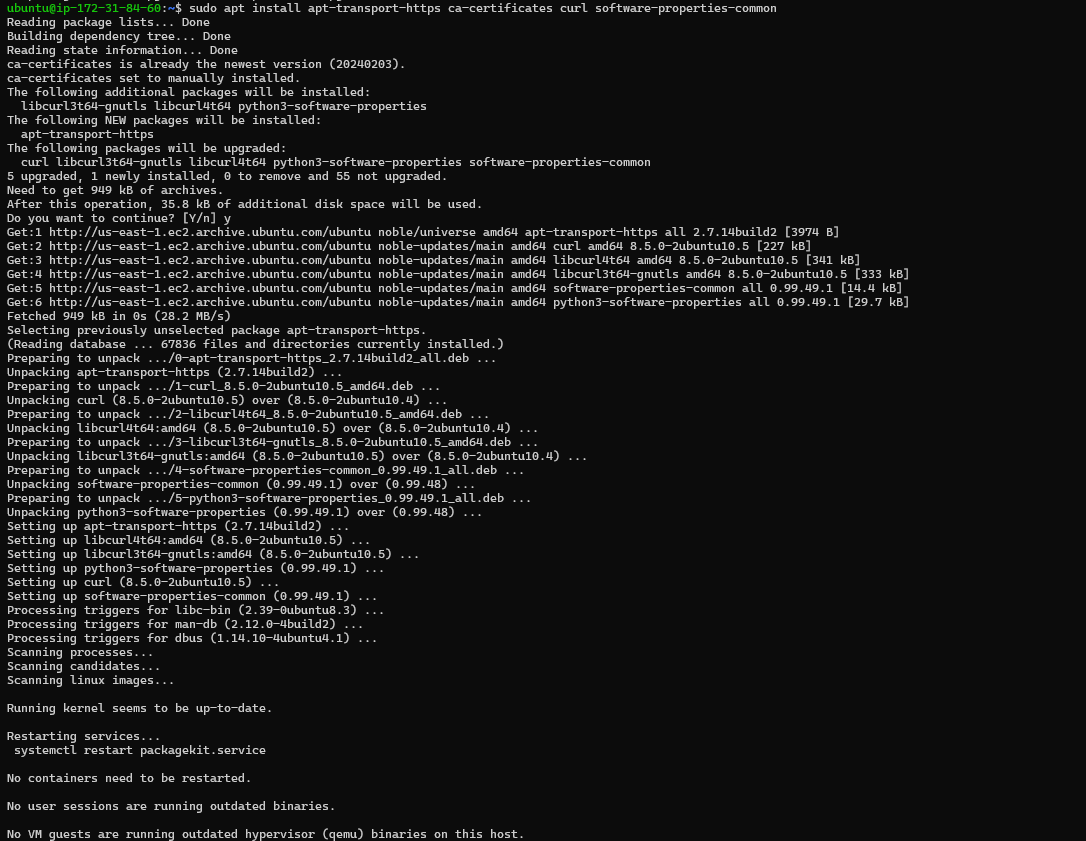 ubuntu@ip-172-31-84-60:~$ sudo apt install apt-transport-https ca-certificates curl software-properties-common
Reading package lists... Done
Building dependency tree... Done
Reading state information... Done
ca-certificates is already the newest version (20240203).
ca-certificates set to manually installed.
The following additional packages will be installed:
  libcurl3t64-gnutls libcurl4t64 python3-software-properties
The following NEW packages will be installed:
  apt-transport-https
The following packages will be upgraded:
  curl libcurl3t64-gnutls libcurl4t64 python3-software-properties software-properties-common
5 upgraded, 1 newly installed, 0 to remove and 55 not upgraded.
Need to get 949 kB of archives.
After this operation, 35.8 kB of additional disk space will be used.
Do you want to continue? [Y/n] y
Get:1 http://us-east-1.ec2.archive.ubuntu.com/ubuntu noble/universe amd64 apt-transport-https all 2.7.14build2 [3974 B]
Get:2 http://us-east-1.ec2.archive.ubuntu.com/ubuntu noble-updates/main amd64 curl amd64 8.5.0-2ubuntu10.5 [227 kB]
Get:3 http://us-east-1.ec2.archive.ubuntu.com/ubuntu noble-updates/main amd64 libcurl4t64 amd64 8.5.0-2ubuntu10.5 [341 kB]
Get:4 http://us-east-1.ec2.archive.ubuntu.com/ubuntu noble-updates/main amd64 libcurl3t64-gnutls amd64 8.5.0-2ubuntu10.5 [333 kB]
Get:5 http://us-east-1.ec2.archive.ubuntu.com/ubuntu noble-updates/main amd64 software-properties-common all 0.99.49.1 [14.4 kB]
Get:6 http://us-east-1.ec2.archive.ubuntu.com/ubuntu noble-updates/main amd64 python3-software-properties all 0.99.49.1 [29.7 kB]
Fetched 949 kB in 0s (28.2 MB/s)
Selecting previously unselected package apt-transport-https.
(Reading database ... 67836 files and directories currently installed.)
Preparing to unpack .../0-apt-transport-https_2.7.14build2_all.deb ...
Unpacking apt-transport-https (2.7.14build2) ...
Preparing to unpack .../1-curl_8.5.0-2ubuntu10.5_amd64.deb ...
Unpacking curl (8.5.0-2ubuntu10.5) over (8.5.0-2ubuntu10.4) ...
Preparing to unpack .../2-libcurl4t64_8.5.0-2ubuntu10.5_amd64.deb ...
Unpacking libcurl4t64:amd64 (8.5.0-2ubuntu10.5) over (8.5.0-2ubuntu10.4) ...
Preparing to unpack .../3-libcurl3t64-gnutls_8.5.0-2ubuntu10.5_amd64.deb ...
Unpacking libcurl3t64-gnutls:amd64 (8.5.0-2ubuntu10.5) over (8.5.0-2ubuntu10.4) ...
Preparing to unpack .../4-software-properties-common_0.99.49.1_all.deb ...
Unpacking software-properties-common (0.99.49.1) over (0.99.48) ...
Preparing to unpack .../5-python3-software-properties_0.99.49.1_all.deb ...
Unpacking python3-software-properties (0.99.49.1) over (0.99.48) ...
Setting up apt-transport-https (2.7.14build2) ...
Setting up libcurl4t64:amd64 (8.5.0-2ubuntu10.5) ...
Setting up libcurl3t64-gnutls:amd64 (8.5.0-2ubuntu10.5) ...
Setting up python3-software-properties (0.99.49.1) ...
Setting up curl (8.5.0-2ubuntu10.5) ...
Setting up software-properties-common (0.99.49.1) ...
Processing triggers for libc-bin (2.39-0ubuntu8.3) ...
Processing triggers for man-db (2.12.0-4build2) ...
Processing triggers for dbus (1.14.10-4ubuntu4.1) ...
Scanning processes...
Scanning candidates...
Scanning linux images...
Running kernel seems to be up-to-date.
Restarting services...
 systemctl restart packagekit.service
No containers need to be restarted.
No user sessions are running outdated binaries.
No VM guests are running outdated hypervisor (qemu) binaries on this host.